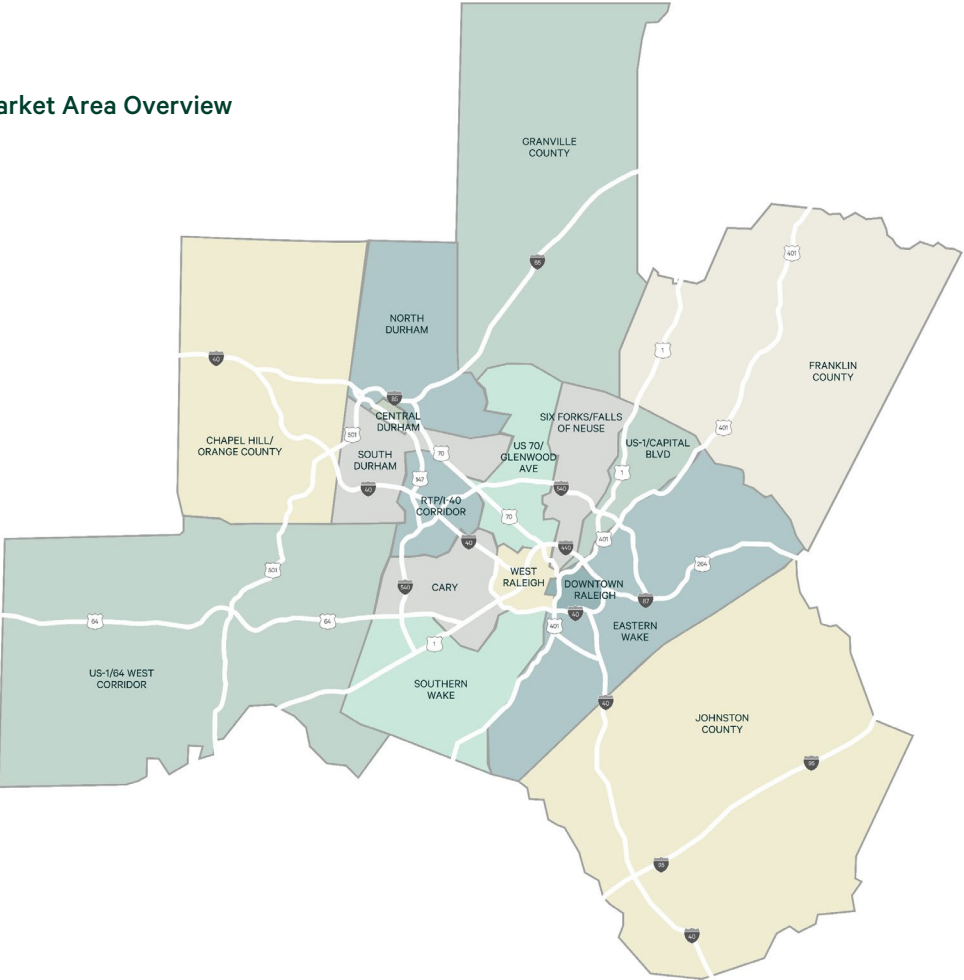 arket Area Overview
GRANVILLE
COUNTY
401
85
NORTH
DURHAM
1
40
FRANKLIN
COUNTY
85
CENTRAL
DURHAM
SIX FORKS/FALLS
OF NEUSE
401
501
CHAPEL HILL/
ORANGE COUNTY
US-1/CAPITAL
BLVD
US 70/
GLENWOOD
AVE
70
SOUTH
DURHAM
1
147
40
540
RTP/I-40
CORRIDOR
70
401
40
440
264
501
WEST
RALEIGH
CARY
540
DOWNTOWN
RALEIGH
87
40
64
64
401
EASTERN
WAKE
1
US-1/64 WEST
CORRIDOR
SOUTHERN
WAKE
40
JOHNSTON
COUNTY
95
95
40